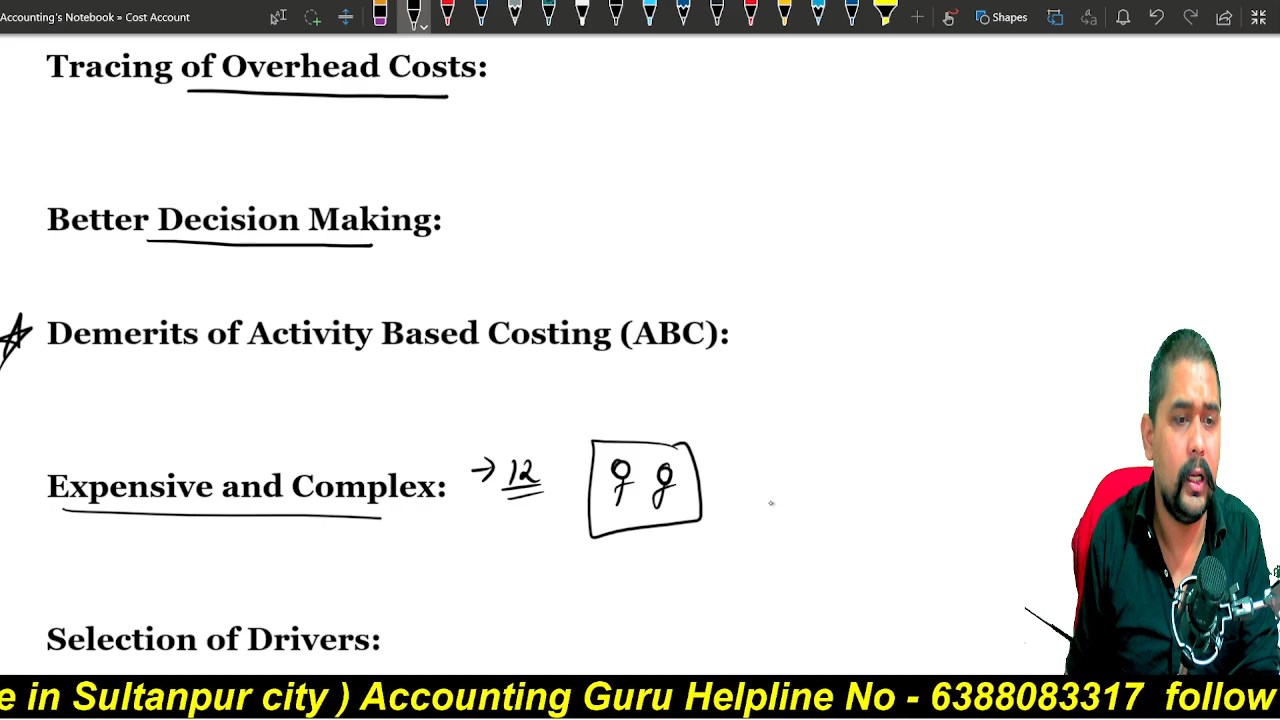 Accounting's Notebook » Cost Account
Shapes
Tracing of Overhead Costs:
Better Decision Making:
Demerits of Activity Based Costing (ABC):
Expensive and Complex: → 12
Selection of Drivers:
e in Sultanpur city ) Accounting Guru Helpline No - 6388083317 follow